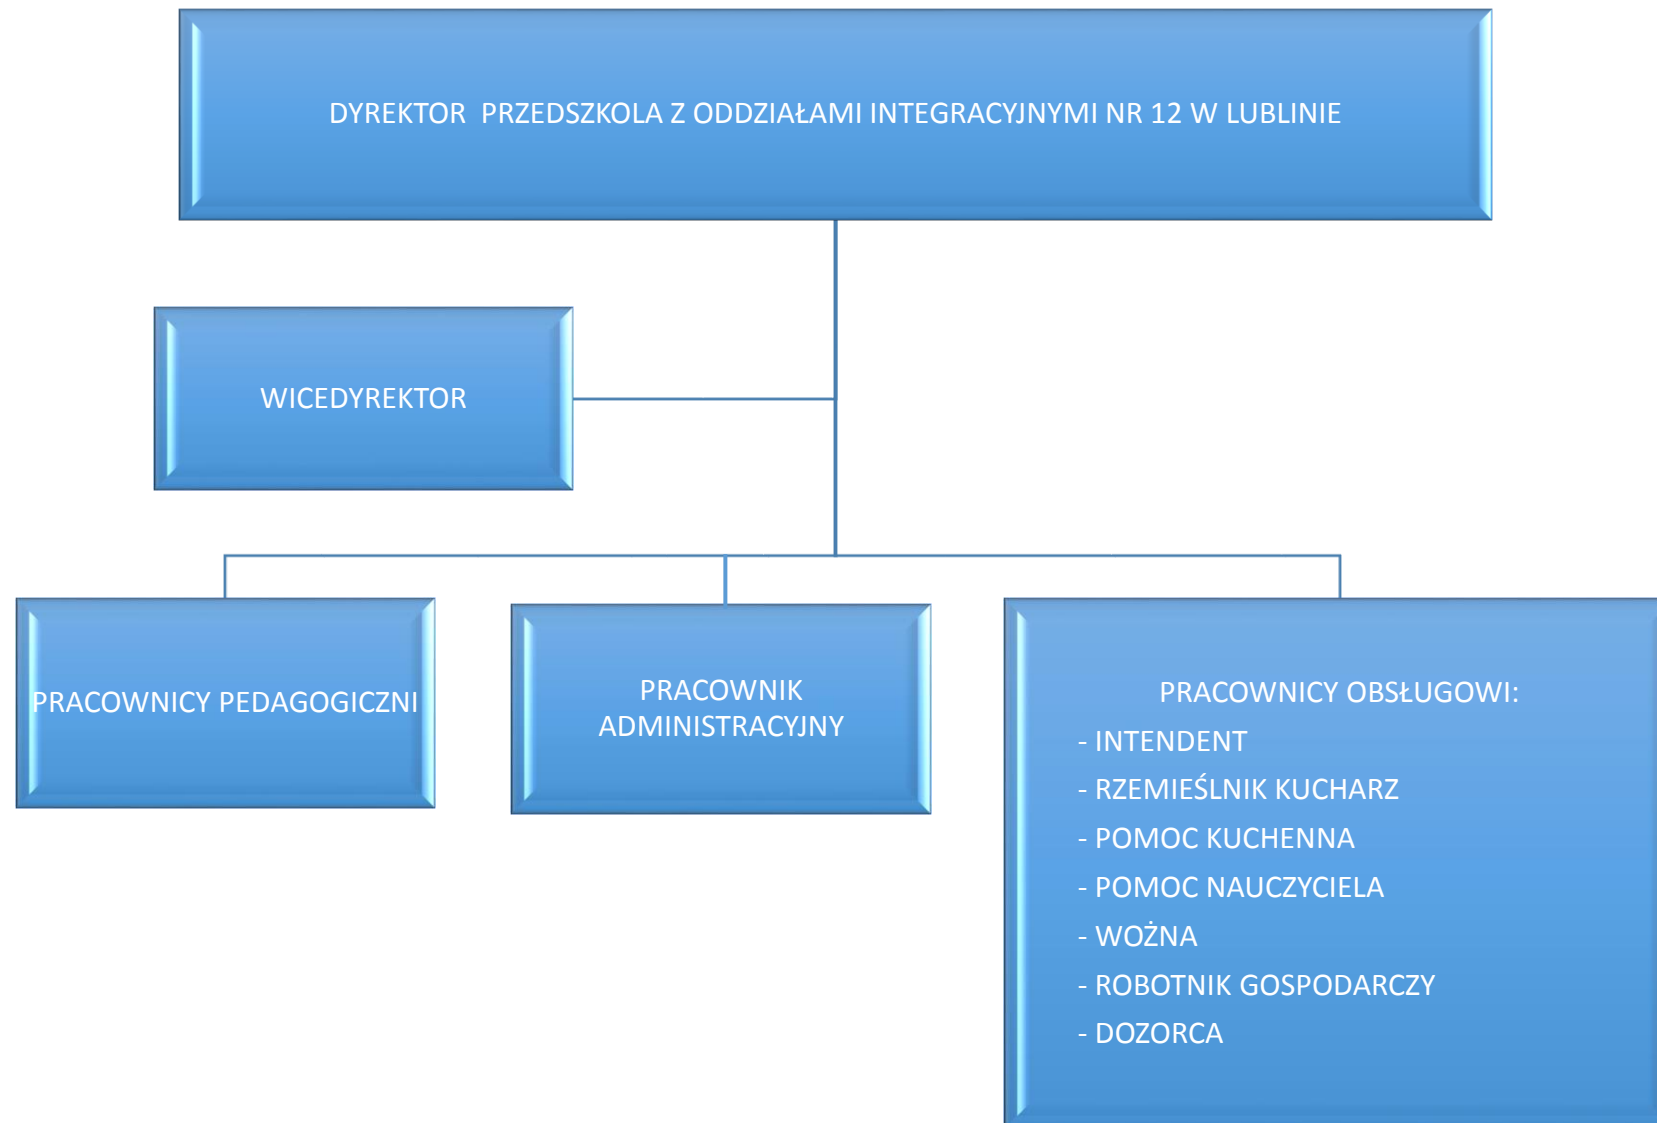 DYREKTOR  PRZEDSZKOLA Z ODDZIAŁAMI INTEGRACYJNYMI NR 12 W LUBLINIE
WICEDYREKTOR
PRACOWNICY PEDAGOGICZNI
PRACOWNIK
ADMINISTRACYJNY
PRACOWNICY OBSŁUGOWI:
- INTENDENT
- RZEMIEŚLNIK KUCHARZ
- POMOC KUCHENNA
- POMOC NAUCZYCIELA
- WOŻNA
- ROBOTNIK GOSPODARCZY
- DOZORCA